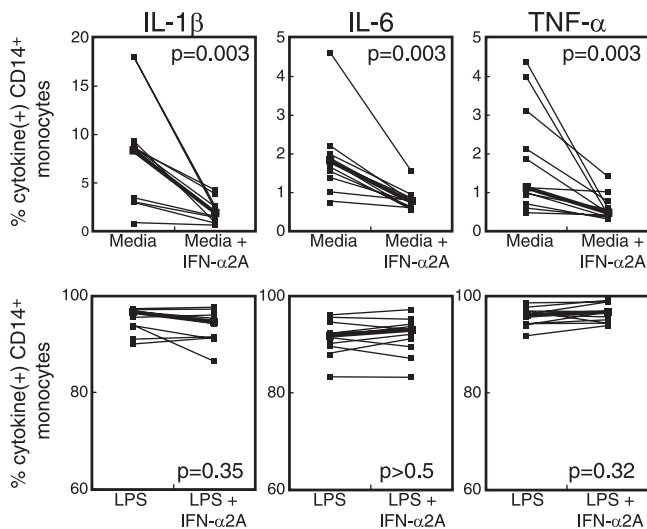 IL-1β IL-6 TNF-α
% cytokine(+) CD14+
monocytes
20
15
10
5
0
p=0.003
Media Media +
IFN-α2A
5
4
3
2
1
0
p=0.003
Media Media +
IFN-α2A
5
4
3
2
1
0
p=0.003
Media Media +
IFN-α2A
% cytokine(+) CD14+
monocytes
100
80
60
p=0.35
LPS LPS +
IFN-α2A
100
80
60
p>0.5
LPS LPS +
IFN-α2A
100
80
60
p=0.32
LPS LPS +
IFN-α2A